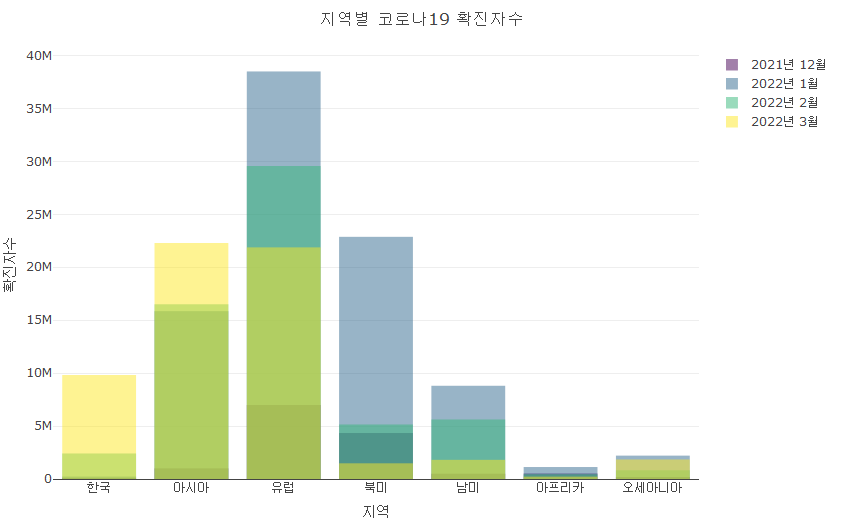 지역별 코로나19 확진자수
40M
35M
30M
25M
20M
15M
10M
5M
0
확진자수
한국
아시아
유럽
북미
남미
아프리카
오세아니아
지역
2021년 12월
2022년 1월
2022년 2월
2022년 3월